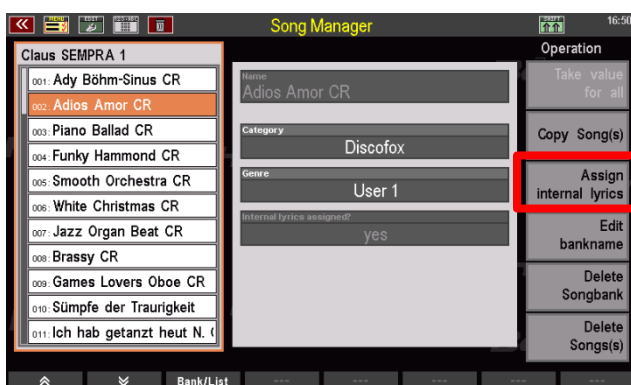 MENU
EDIT
Song Manager
SHIFT
16:50
Claus SEMPRA 1
001: Ady Böhm-Sinus CR
002: Adios Amor CR
003: Piano Ballad CR
004: Funky Hammond CR
005: Smooth Orchestra CR
006: White Christmas CR
007: Jazz Organ Beat CR
008: Brassy CR
009: Games Lovers Oboe CR
010: Sümpfe der Traurigkeit
011: Ich hab getanzt heut N.
Name
Adios Amor CR
Category
Discofox
Genre
User 1
Internal lyrics assigned?
yes
Operation
Take value
for all
Copy Song(s)
Assign
internal lyrics
Edit
bankname
Delete
Songbank
Delete
Songs(s)
Bank/List
--- --- --- --- ---